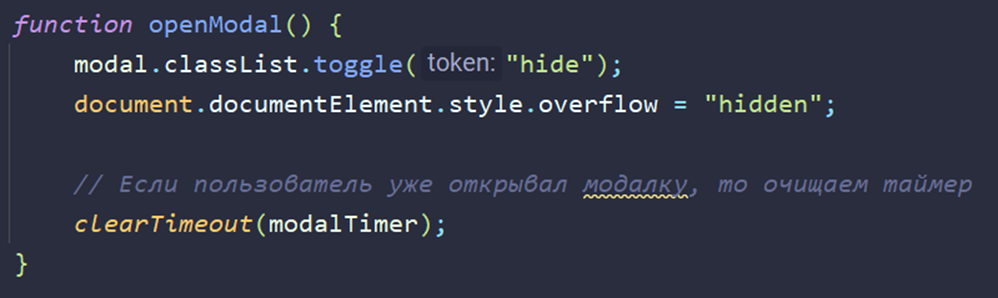 function openModal() {
modal.classList.toggle( token: "hide");
document.documentElement.style.overflow = "hidden";
// Если пользователь уже открывал модалку, то очищаем таймер
clearTimeout(modalTimer);
}